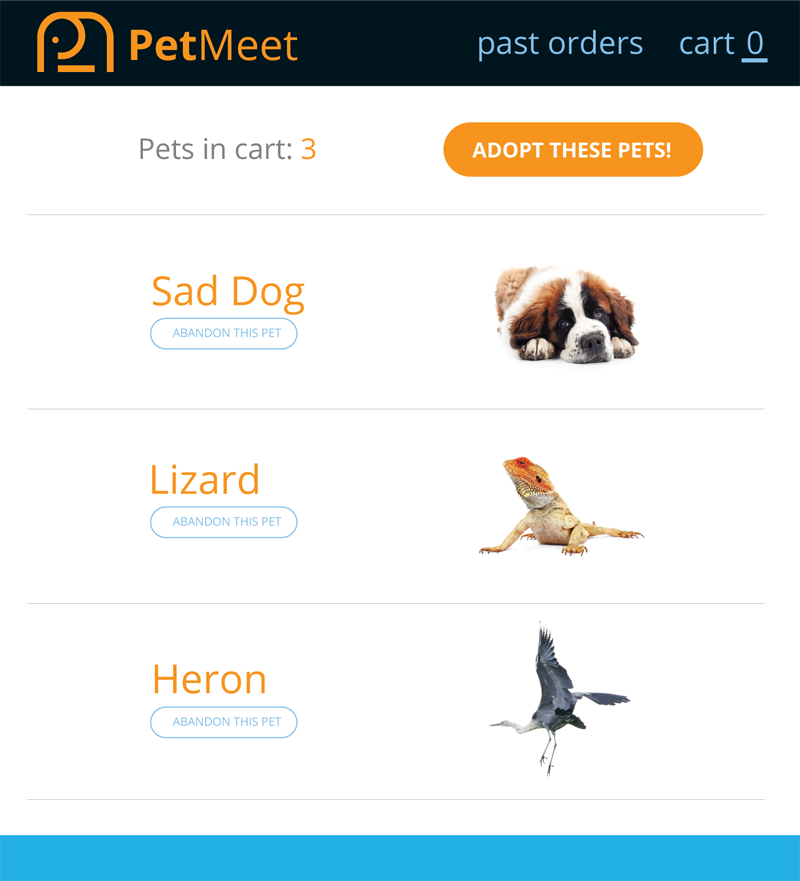 PetMeet
past orders
cart 0
Pets in cart: 3
ADOPT THESE PETS!
Sad Dog
ABANDON THIS PET
Lizard
ABANDON THIS PET
Heron
ABANDON THIS PET